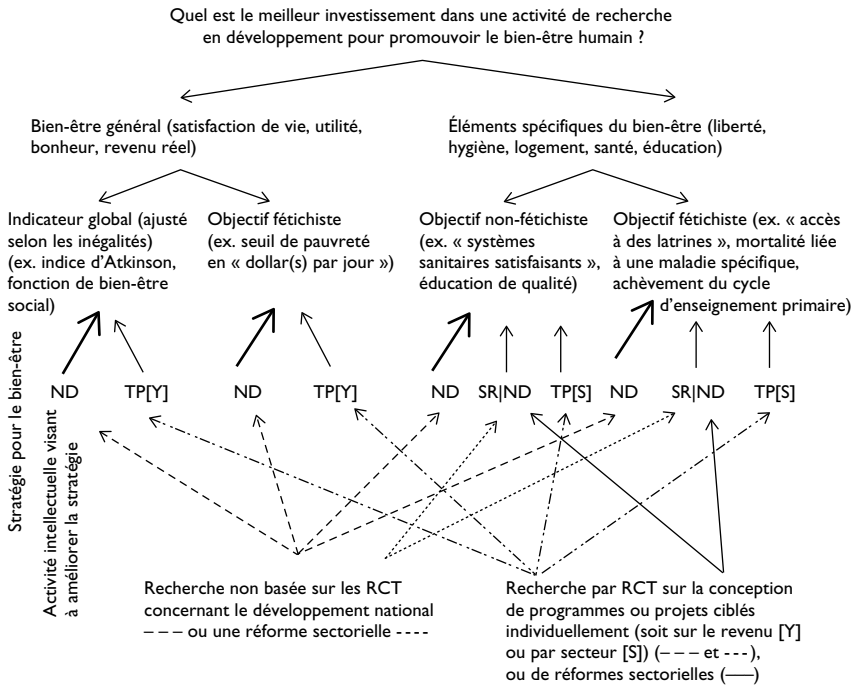 Quel est le meilleur investissement dans une activité de recherche
en développement pour promouvoir le bien-être humain ?
Bien-être général (satisfaction de vie, utilité,
bonheur, revenu réel)
Éléments spécifiques du bien-être (liberté,
hygiène, logement, santé, éducation)
Indicateur global (ajusté
selon les inégalités)
(ex. indice d’Atkinson,
fonction de bien-être
social)
Objectif fétichiste
(ex. seuil de pauvreté
en « dollar(s) par jour »)
Objectif non-fétichiste
(ex. « systèmes
sanitaires satisfaisants »,
éducation de qualité)
Objectif fétichiste (ex. « accès
à des latrines », mortalité liée
à une maladie spécifique,
achèvement du cycle
d’enseignement primaire)
Stratégie pour le bien-être
ND TP[Y] ND TP[Y] ND SR|ND TP[S] ND SR|ND TP[S]
Activité intellectuelle visant
à améliorer la stratégie
Recherche non basée sur les RCT
concernant le développement national
– – – ou une réforme sectorielle ----
Recherche par RCT sur la conception
de programmes ou projets ciblés
individuellement (soit sur le revenu [Y]
ou par secteur [S]) (– – – et ---),
ou de réformes sectorielles (——)